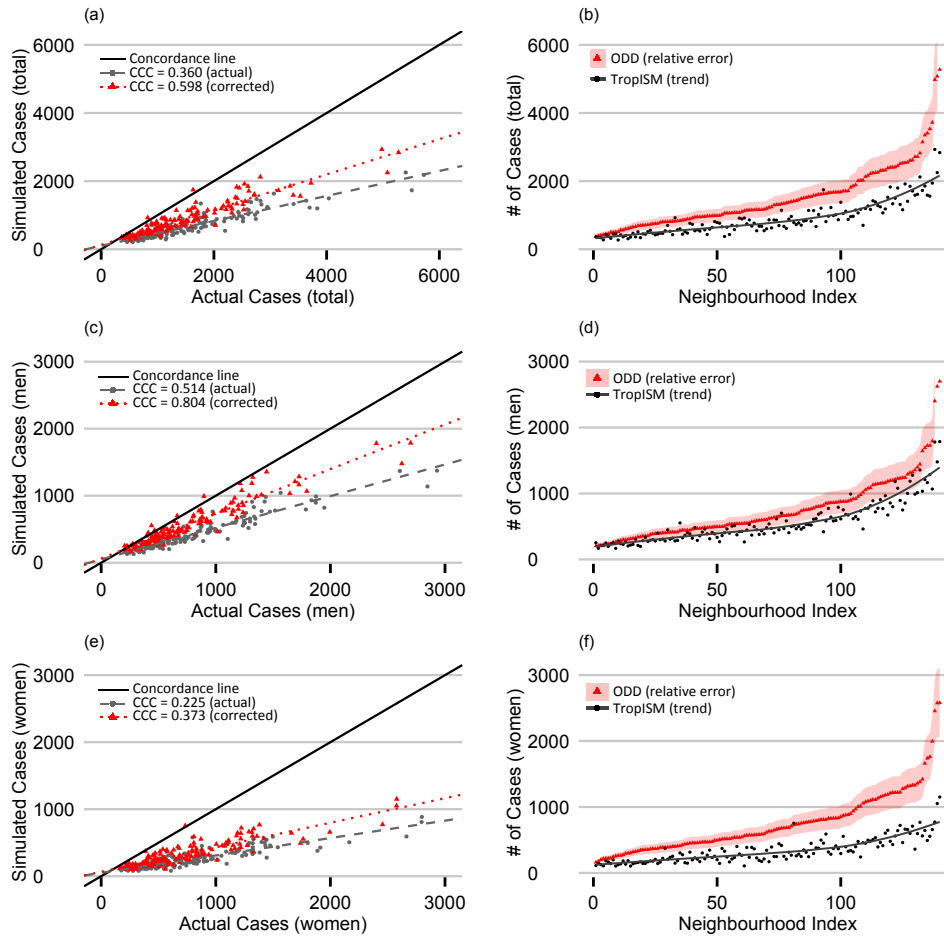 (a)
Simulated Cases (total)
6000
4000
2000
0
Concordance line
CCC = 0.360 (actual)
CCC = 0.598 (corrected)
0
2000
4000
6000
Actual Cases (total)
(b)
# of Cases (total)
6000
4000
2000
0
ODD (relative error)
TropISM (trend)
0
50
100
Neighbourhood Index
(c)
Simulated Cases (men)
3000
2000
1000
0
Concordance line
CCC = 0.514 (actual)
CCC = 0.804 (corrected)
0
1000
2000
3000
Actual Cases (men)
(d)
# of Cases (men)
3000
2000
1000
0
ODD (relative error)
TropISM (trend)
0
50
100
Neighbourhood Index
(e)
Simulated Cases (women)
3000
2000
1000
0
Concordance line
CCC = 0.225 (actual)
CCC = 0.373 (corrected)
0
1000
2000
3000
Actual Cases (women)
(f)
# of Cases (women)
3000
2000
1000
0
ODD (relative error)
TropISM (trend)
0
50
100
Neighbourhood Index